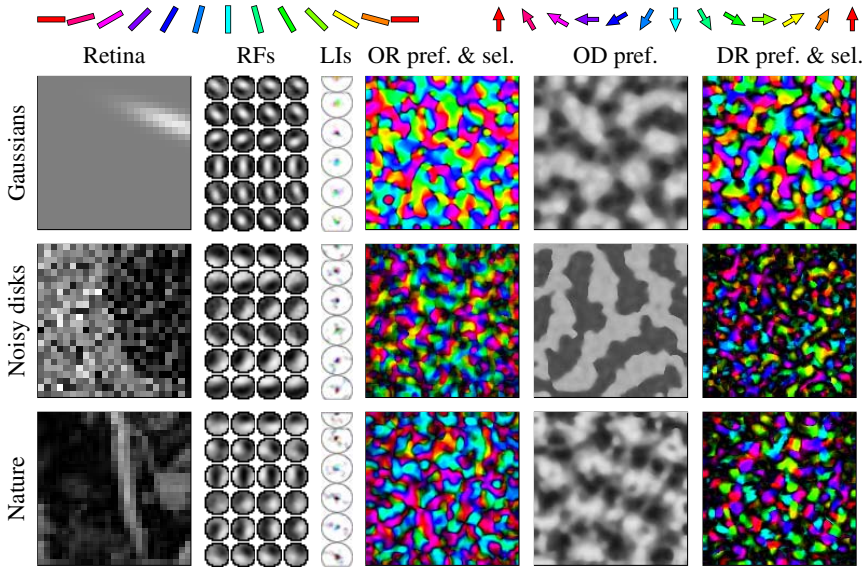 Retina RFs LIs OR pref. & sel. OD pref. DR pref. & sel.
Gaussians
Noisy disks
Nature